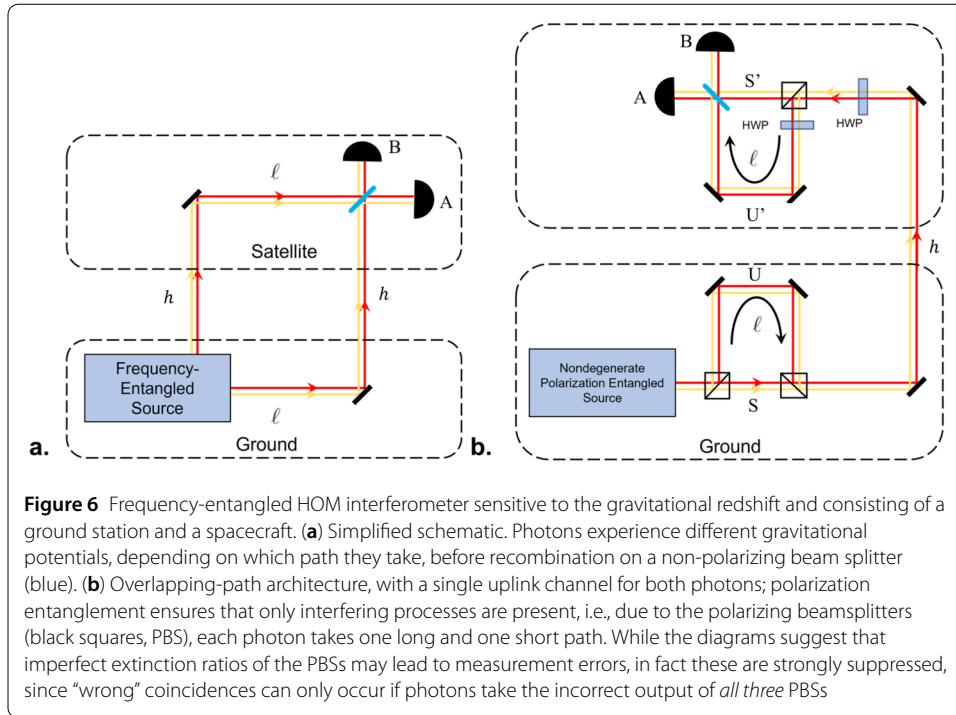 B
A
ℓ
Satellite
h
h
Frequency-
Entangled
Source
ℓ
Ground
a.
B
A
S'
HWP
HWP
ℓ
U'
h
U
ℓ
Nondegenerate
Polarization Entangled
Source
S
Ground
b.
Figure 6 Frequency-entangled HOM interferometer sensitive to the gravitational redshift and consisting of a
ground station and a spacecraft. (a) Simplified schematic. Photons experience different gravitational
potentials, depending on which path they take, before recombination on a non-polarizing beam splitter
(blue). (b) Overlapping-path architecture, with a single uplink channel for both photons; polarization
entanglement ensures that only interfering processes are present, i.e., due to the polarizing beamsplitters
(black squares, PBS), each photon takes one long and one short path. While the diagrams suggest that
imperfect extinction ratios of the PBSs may lead to measurement errors, in fact these are strongly suppressed,
since “wrong” coincidences can only occur if photons take the incorrect output of all three PBSs